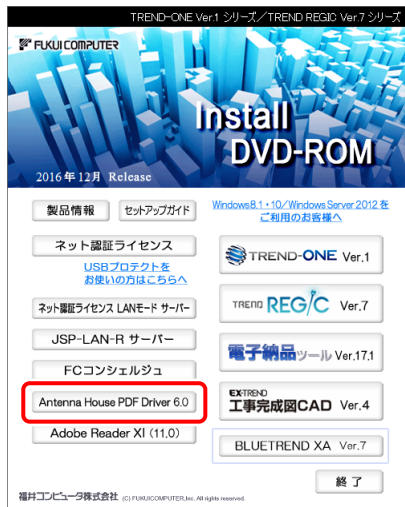 TREND-ONE Ver.1 シリーズ／TREND REGIC Ver.7 シリーズ
FUKUI COMPUTER
Install
DVD-ROM
2016年12月 Release
製品情報
セットアップガイド
Windows8.1・10/Windows Server 2012を
ご利用のお客様へ
ネット認証ライセンス
USBプロテクトを
お使いの方はこちらへ
ネット認証ライセンス LANモード サーバー
JSP-LAN-R サーバー
FCコンシェルジュ
Antenna House PDF Driver 6.0
Adobe Reader XI (11.0)
TREND-ONE Ver.1
TREND REGIC Ver.7
電子納品ツール Ver.17.1
EX-TREND
工事完成図CAD Ver.4
BLUETREND XA Ver.7
終了
福井コンピュータ株式会社 (C) FUKUICOMPUTER,Inc. All rights reserved.